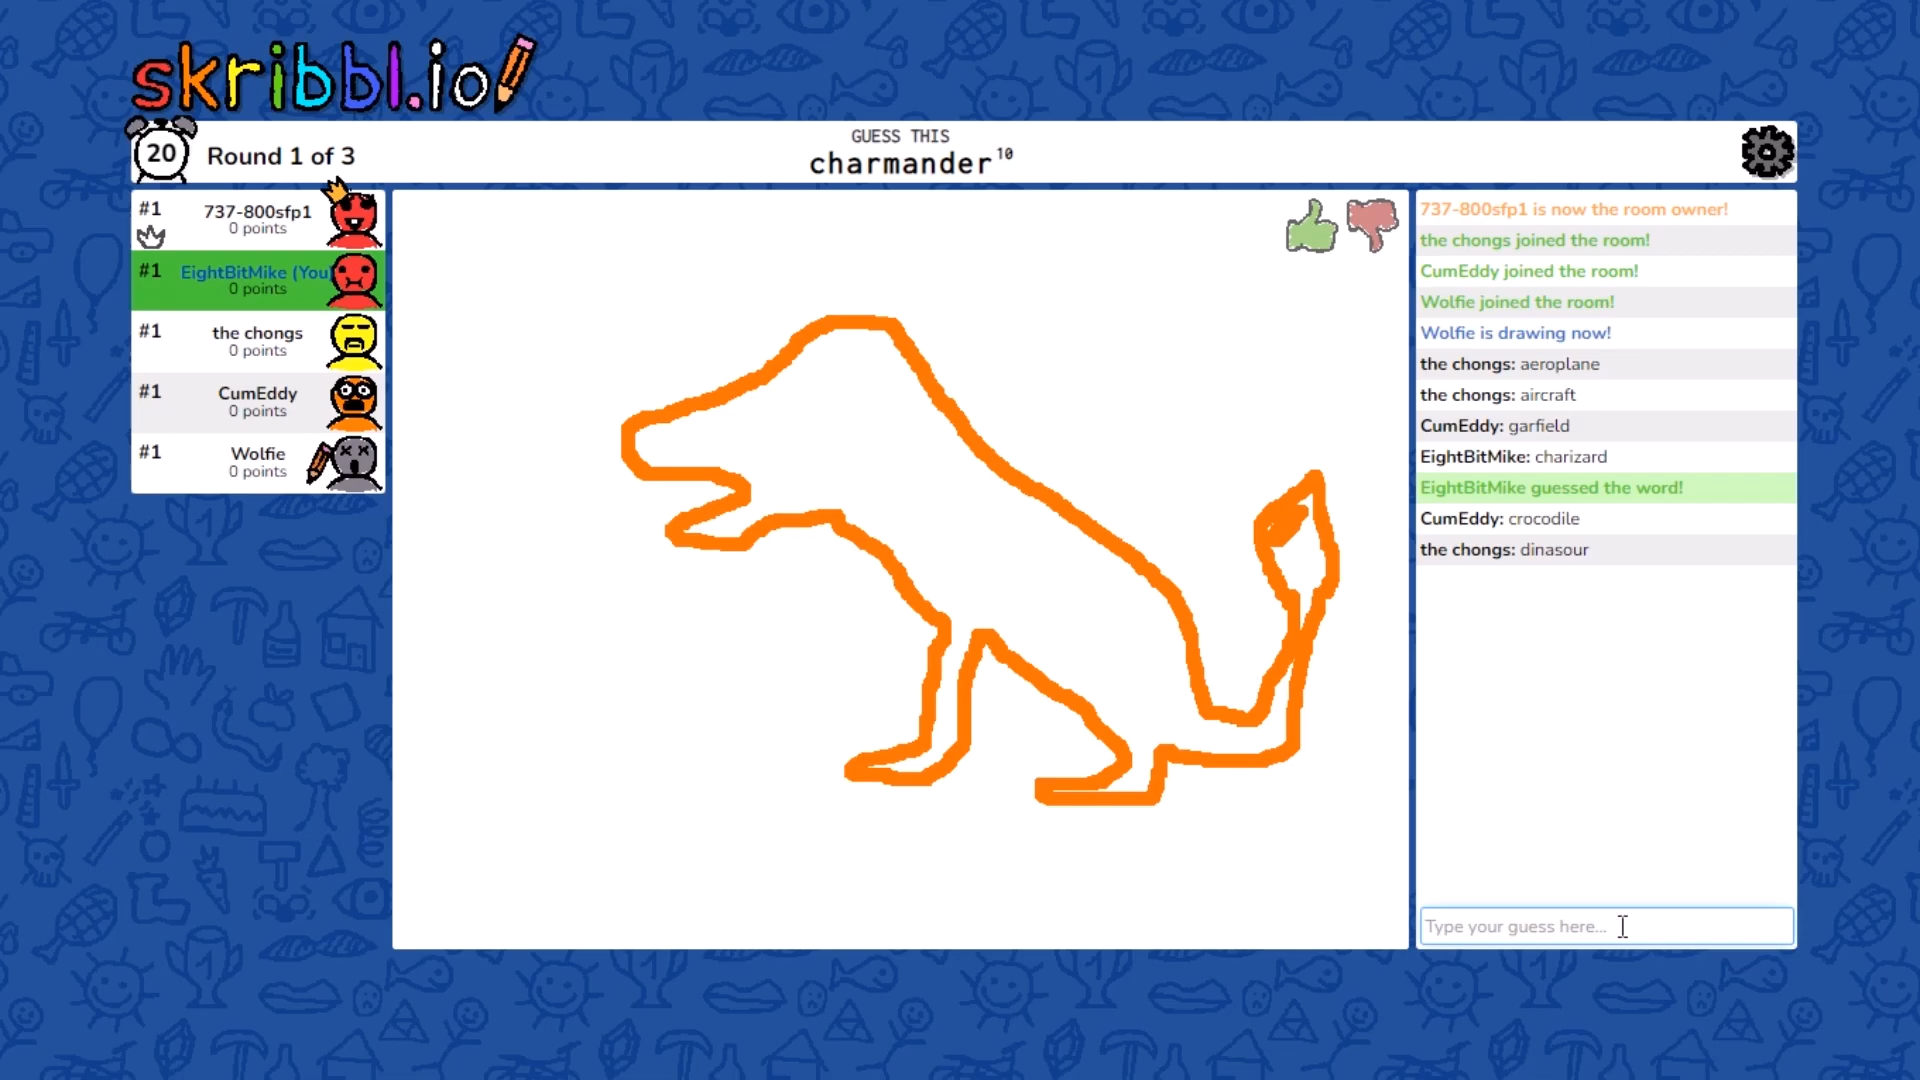 skribbl.io
20
Round 1 of 3
GUESS THIS
charmander10
#1 737-800sfp1
0 points
#1 EightBitMike (You
0 points
#1 the chongs
0 points
#1 CumEddy
0 points
#1 Wolfie
0 points
737-800sfp1 is now the room owner!
the chongs joined the room!
CumEddy joined the room!
Wolfie joined the room!
Wolfie is drawing now!
the chongs: aeroplane
the chongs: aircraft
CumEddy: garfield
EightBitMike: charizard
EightBitMike guessed the word!
CumEddy: crocodile
the chongs: dinasour
Type your guess here...